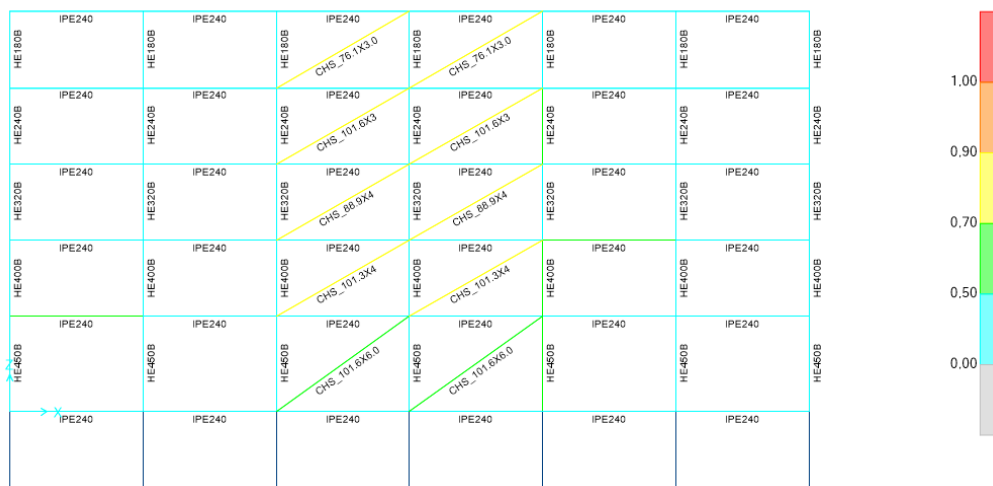 IPE240 IPE240 IPE240 IPE240 IPE240 IPE240
HE180B HE180B HE180B CHS_76.1X3.0 HE180B CHS_76.1X3.0 HE180B HE180B HE180B
1.00
IPE240 IPE240 IPE240 IPE240 IPE240 IPE240
HE240B HE240B HE240B CHS_101.6X3 HE240B CHS_101.6X3 HE240B HE240B HE240B
0.90
IPE240 IPE240 IPE240 IPE240 IPE240 IPE240
HE320B HE320B HE320B CHS_88.9X4 HE320B CHS_88.9X4 HE320B HE320B HE320B
0.70
IPE240 IPE240 IPE240 IPE240 IPE240 IPE240
HE400B HE400B HE400B CHS_101.3X4 HE400B CHS_101.3X4 HE400B HE400B HE400B
0.50
IPE240 IPE240 IPE240 IPE240 IPE240 IPE240
HE450B HE450B HE450B CHS_101.6X6.0 HE450B CHS_101.6X6.0 HE450B HE450B HE450B
0.00
Z
X
IPE240 IPE240 IPE240 IPE240 IPE240 IPE240